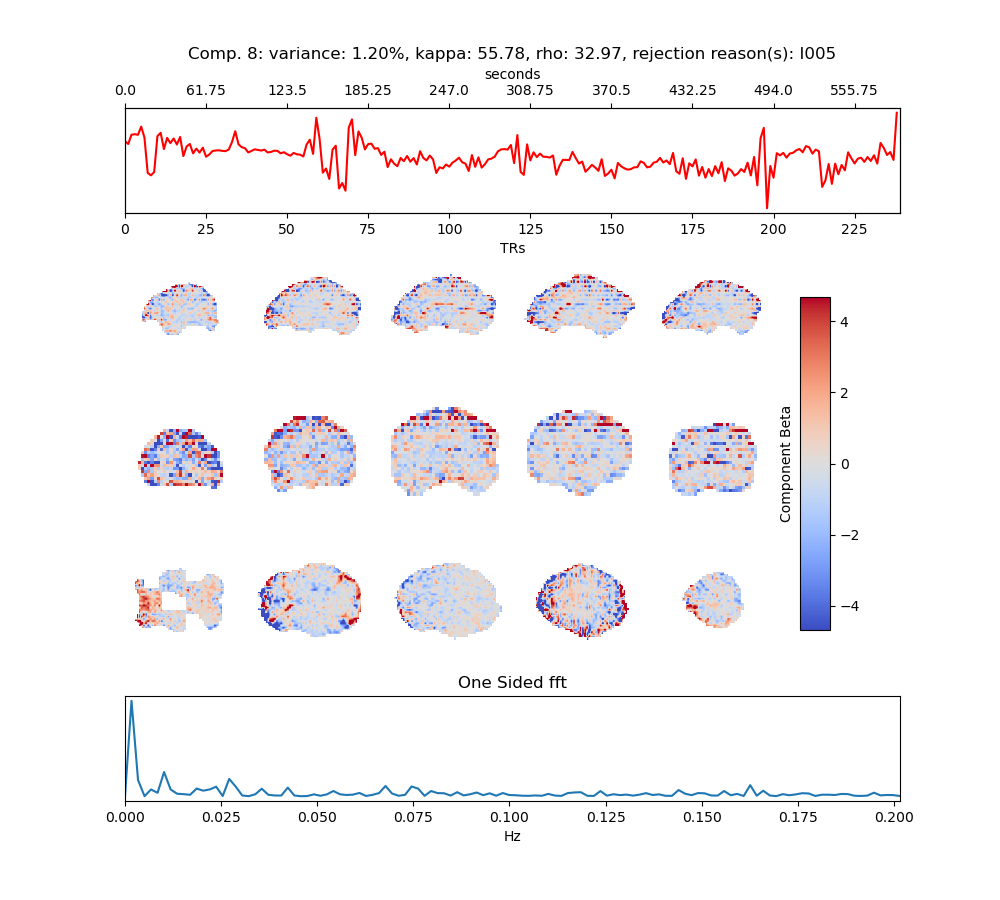 Comp. 8: variance: 1.20%, kappa: 55.78, rho: 32.97, rejection reason(s): I005
seconds
0.0 61.75 123.5 185.25 247.0 308.75 370.5 432.25 494.0 555.75
0 25 50 75 100 125 150 175 200 225
TRs
4
2
0
−2
−4
Component Beta
One Sided fft
0.000 0.025 0.050 0.075 0.100 0.125 0.150 0.175 0.200
Hz